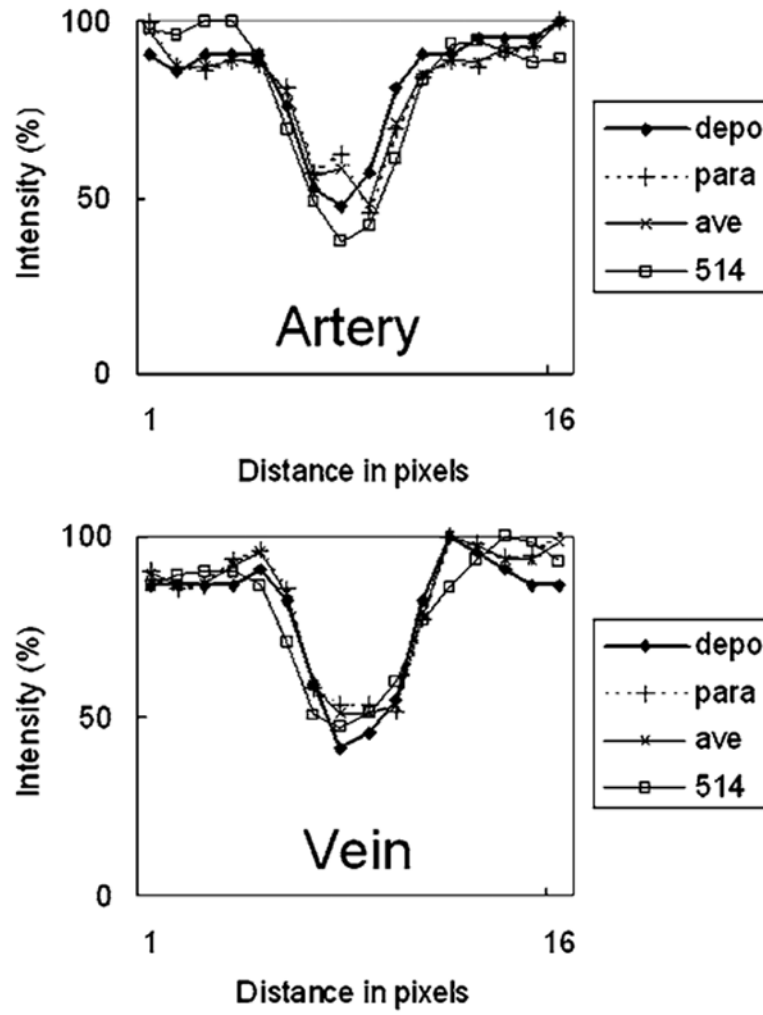 100
50
0
Intensity (%)
Artery
1
16
Distance in pixels
depo
para
ave
514
100
50
0
Intensity (%)
Vein
1
16
Distance in pixels
depo
para
ave
514